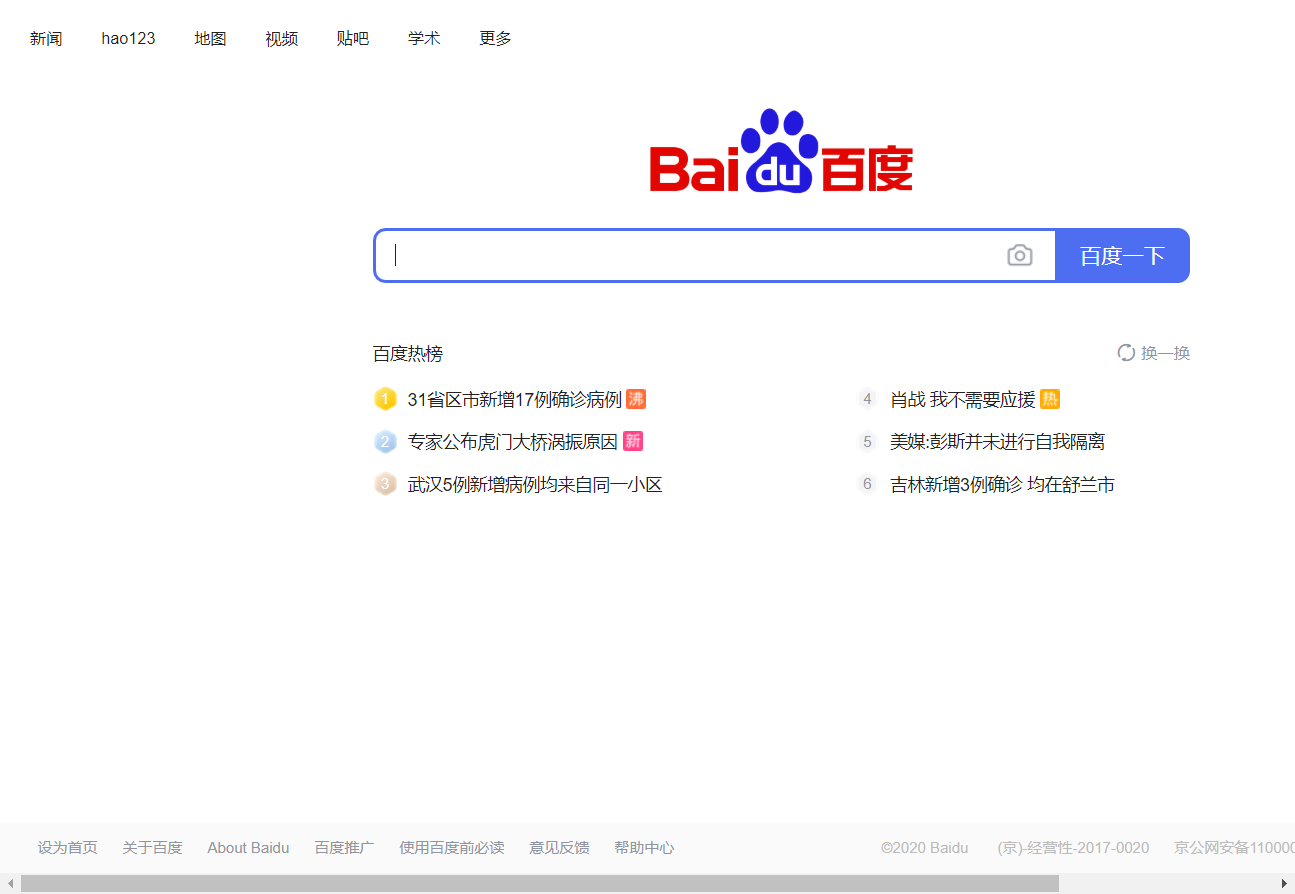 新闻 hao123 地图 视频 贴吧 学术 更多
Bai du 百度
百度一下
百度热榜 换一换
1 31省区市新增17例确诊病例 沸
2 专家公布虎门大桥涡振原因 新
3 武汉5例新增病例均来自同一小区
4 肖战 我不需要应援 热
5 美媒:彭斯并未进行自我隔离
6 吉林新增3例确诊 均在舒兰市
设为首页 关于百度 About Baidu 百度推广 使用百度前必读 意见反馈 帮助中心 ©2020 Baidu (京)-经营性-2017-0020 京公网安备110000